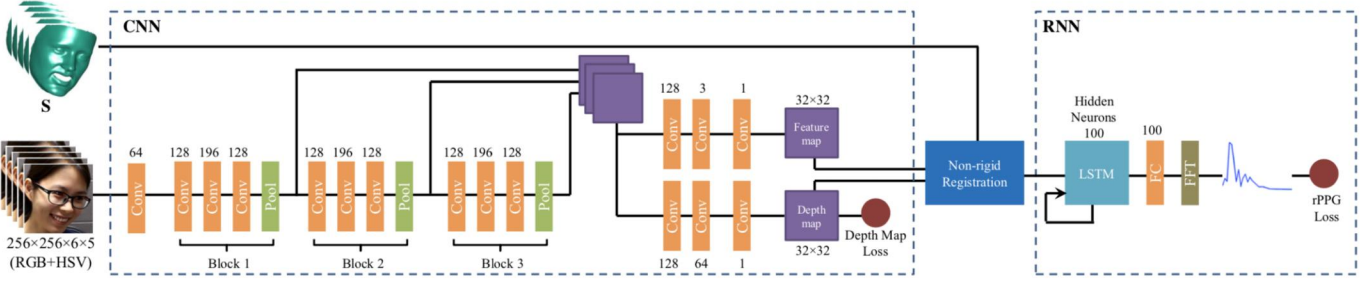 CNN
RNN
S
256×256×6×5
(RGB+HSV)
64
Conv
128 196 128
Conv Conv Conv Pool
Block 1
128 196 128
Conv Conv Conv Pool
Block 2
128 196 128
Conv Conv Conv Pool
Block 3
128 3 1
Conv Conv Conv
32×32
Feature
map
Conv Conv Conv
128 64 1
Depth
map
32×32
Depth Map
Loss
Non-rigid
Registration
Hidden
Neurons
100
LSTM
100
FC
FFT
rPPG
Loss